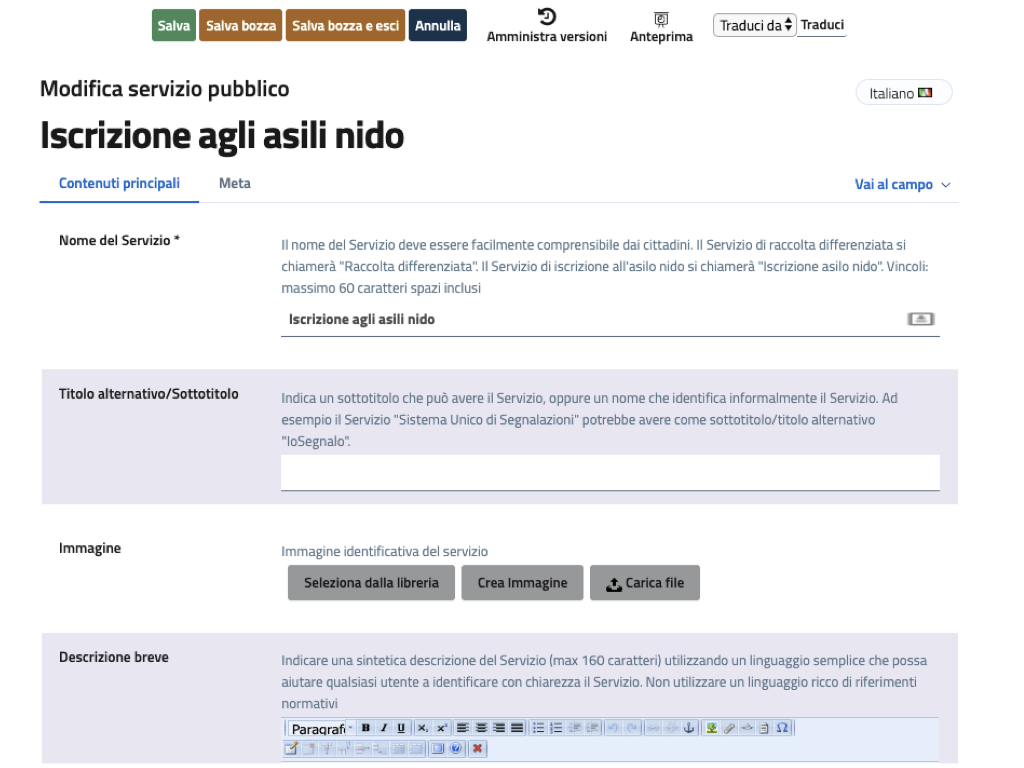 Salva Salva bozza Salva bozza e esci Annulla Amministra versioni Anteprima Traduci da Traduci
Modifica servizio pubblico
Italiano
Iscrizione agli asili nido
Contenuti principali Meta Vai al campo
Nome del Servizio *
Il nome del Servizio deve essere facilmente comprensibile dai cittadini. Il Servizio di raccolta differenziata si
chiamerà "Raccolta differenziata". Il Servizio di iscrizione all'asilo nido si chiamerà "Iscrizione asilo nido". Vincoli:
massimo 60 caratteri spazi inclusi
Iscrizione agli asili nido
Titolo alternativo/Sottotitolo
Indica un sottotitolo che può avere il Servizio, oppure un nome che identifica informalmente il Servizio. Ad
esempio il Servizio "Sistema Unico di Segnalazioni" potrebbe avere come sottotitolo/titolo alternativo
"IoSegnalo".
Immagine
Immagine identificativa del servizio
Seleziona dalla libreria Crea Immagine Carica file
Descrizione breve
Indicare una sintetica descrizione del Servizio (max 160 caratteri) utilizzando un linguaggio semplice che possa
aiutare qualsiasi utente a identificare con chiarezza il Servizio. Non utilizzare un linguaggio ricco di riferimenti
normativi
Paragraf B I U